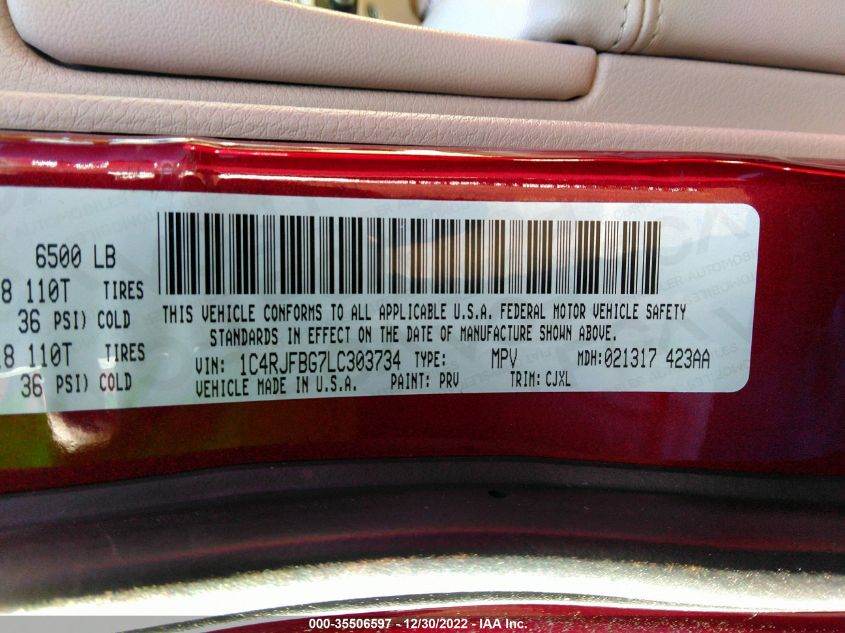 6500 LB
8 110T TIRES
36 PSI) COLD
18 110T TIRES
36 PSI) COLD
THIS VEHICLE CONFORMS TO ALL APPLICABLE U.S.A. FEDERAL MOTOR VEHICLE SAFETY
STANDARDS IN EFFECT ON THE DATE OF MANUFACTURE SHOWN ABOVE.
VIN: 1C4RJFBG7LC303734 TYPE: MPV MDH:021317 423AA
VEHICLE MADE IN U.S.A. PAINT: PRV TRIM: CJXL
000-35506597 - 12/30/2022 - IAA Inc.